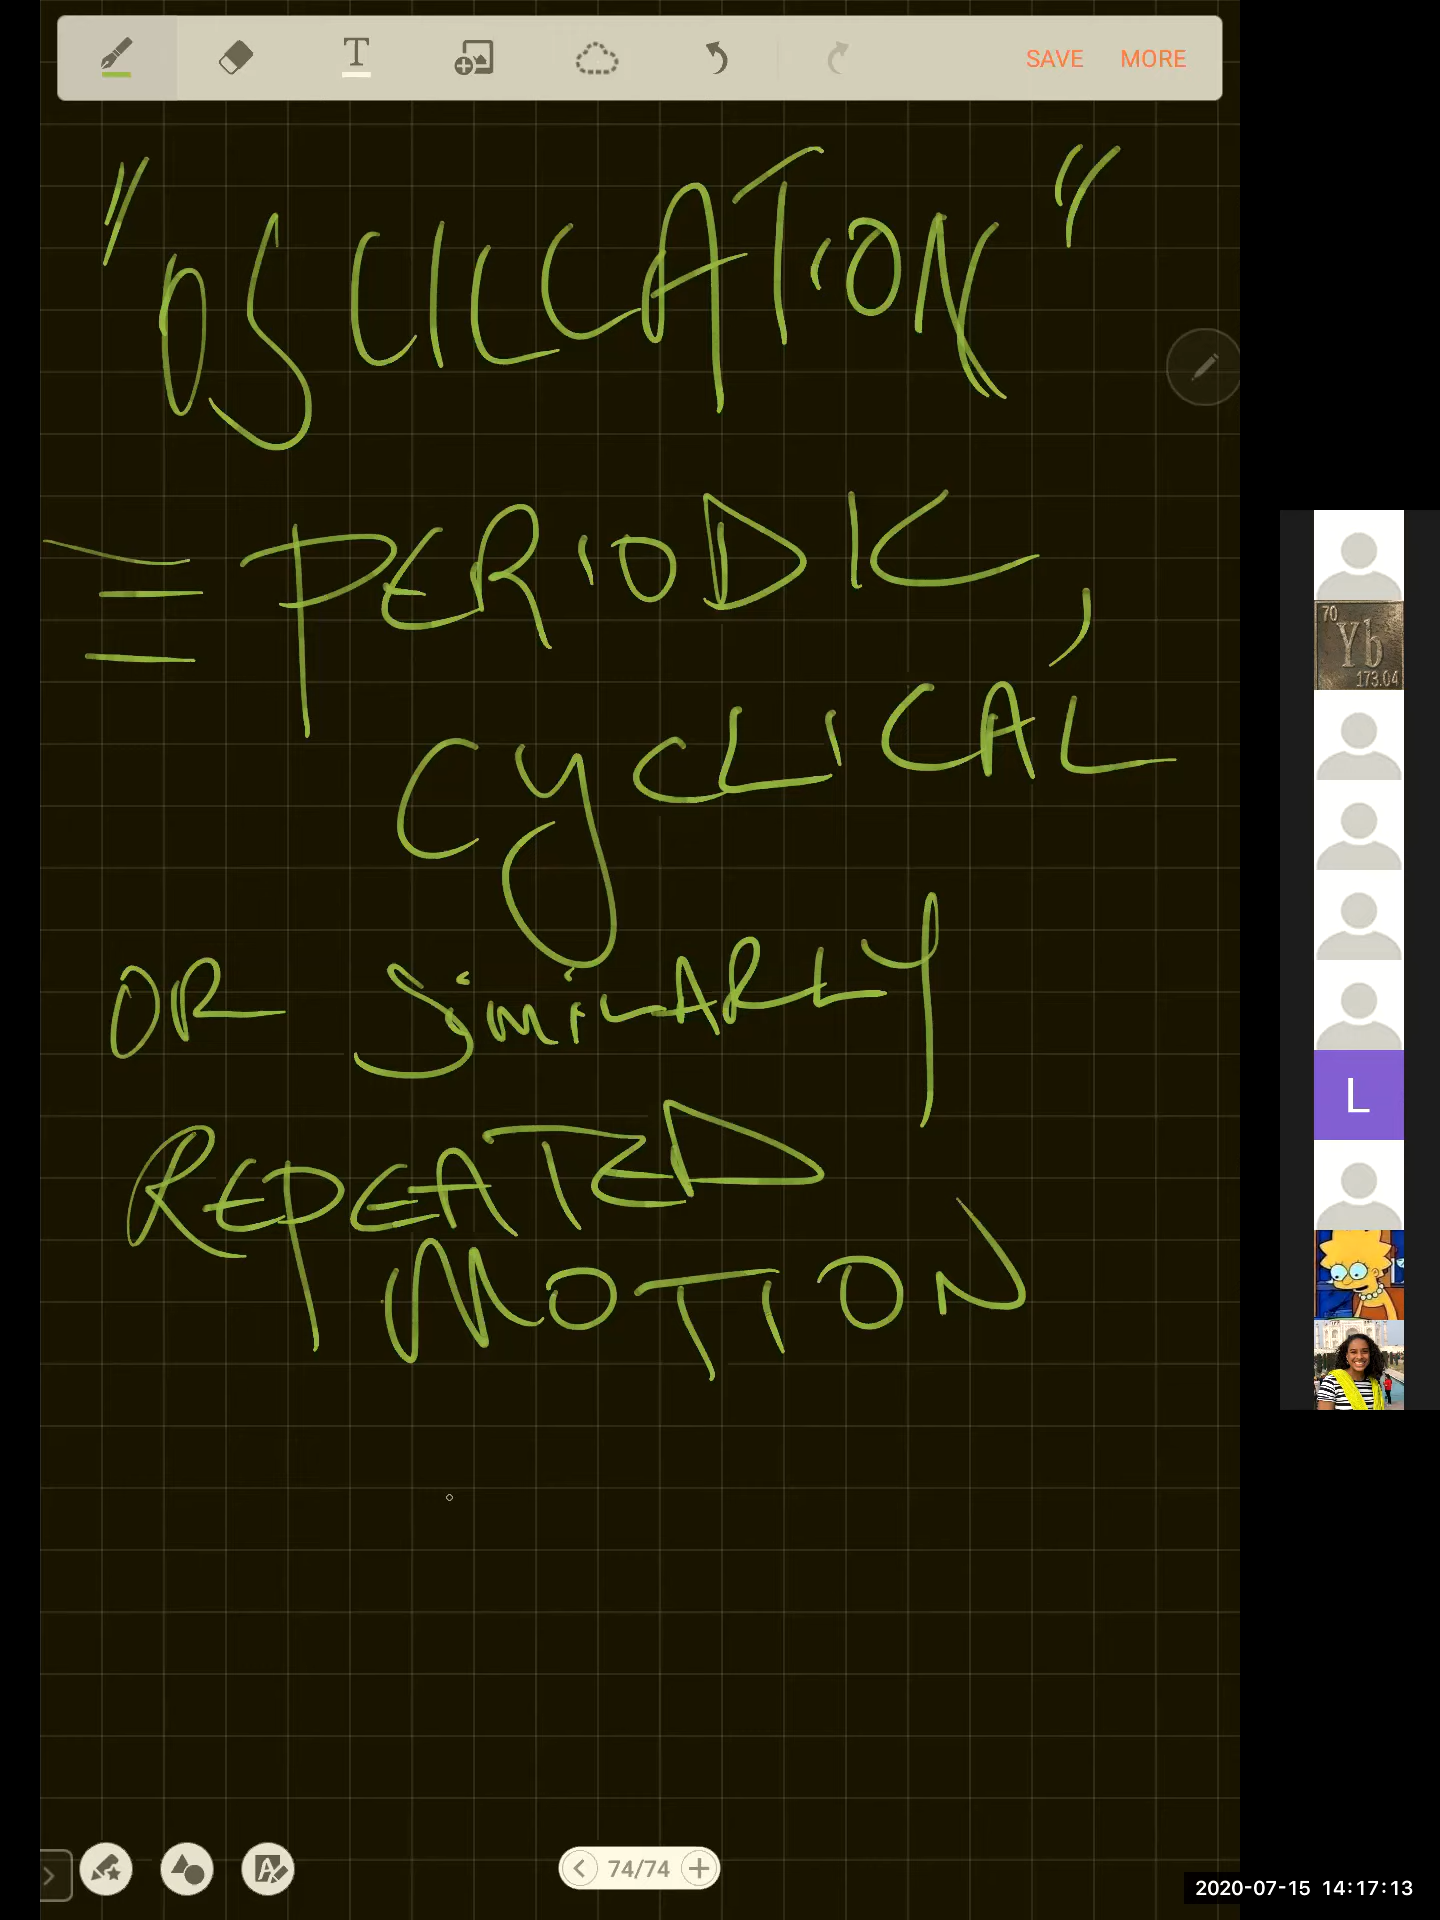 SAVE MORE
"OSCILLATION"
≡ PERIODIC,
CYCLICAL
OR SIMILARLY
REPEATED
MOTION
70
Yb
173.04
L
74/74
2020-07-15 14:17:13